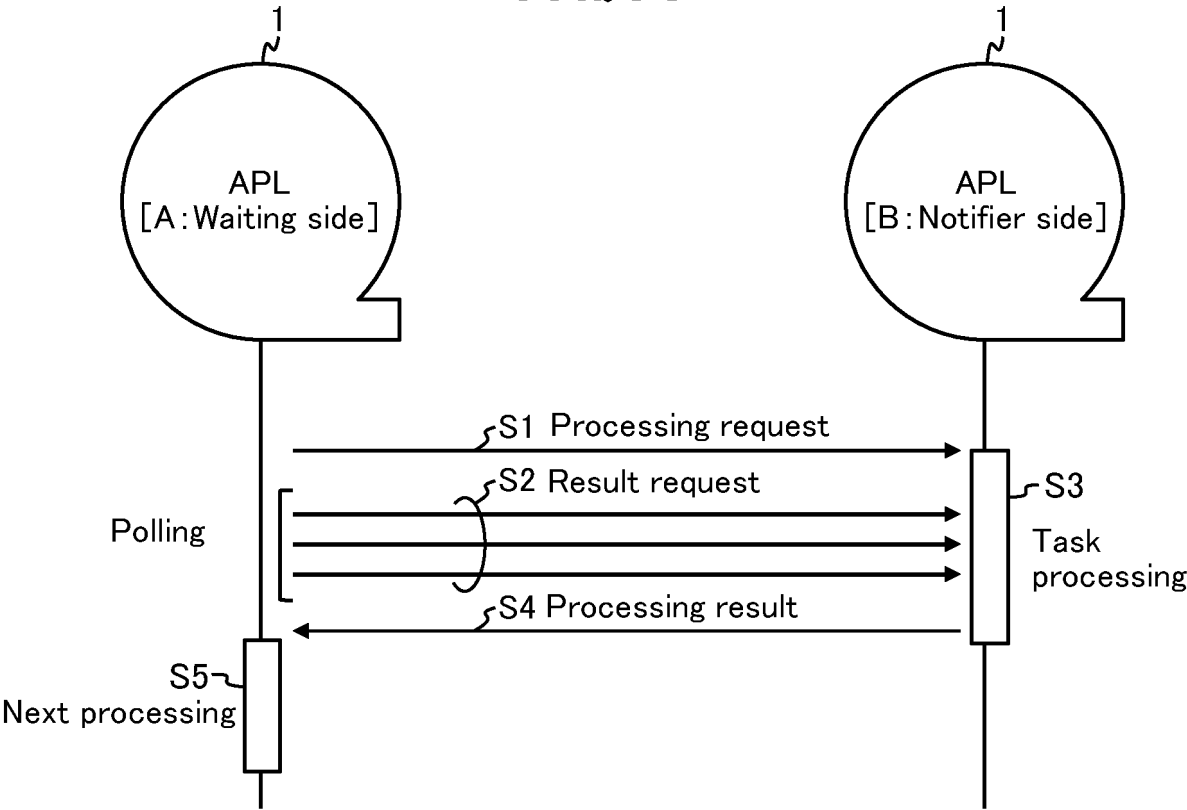 1
1
APL
[A:Waiting side]
APL
[B:Notifier side]
S1 Processing request
S2 Result request
S3
Polling
Task
processing
S4 Processing result
S5
Next processing